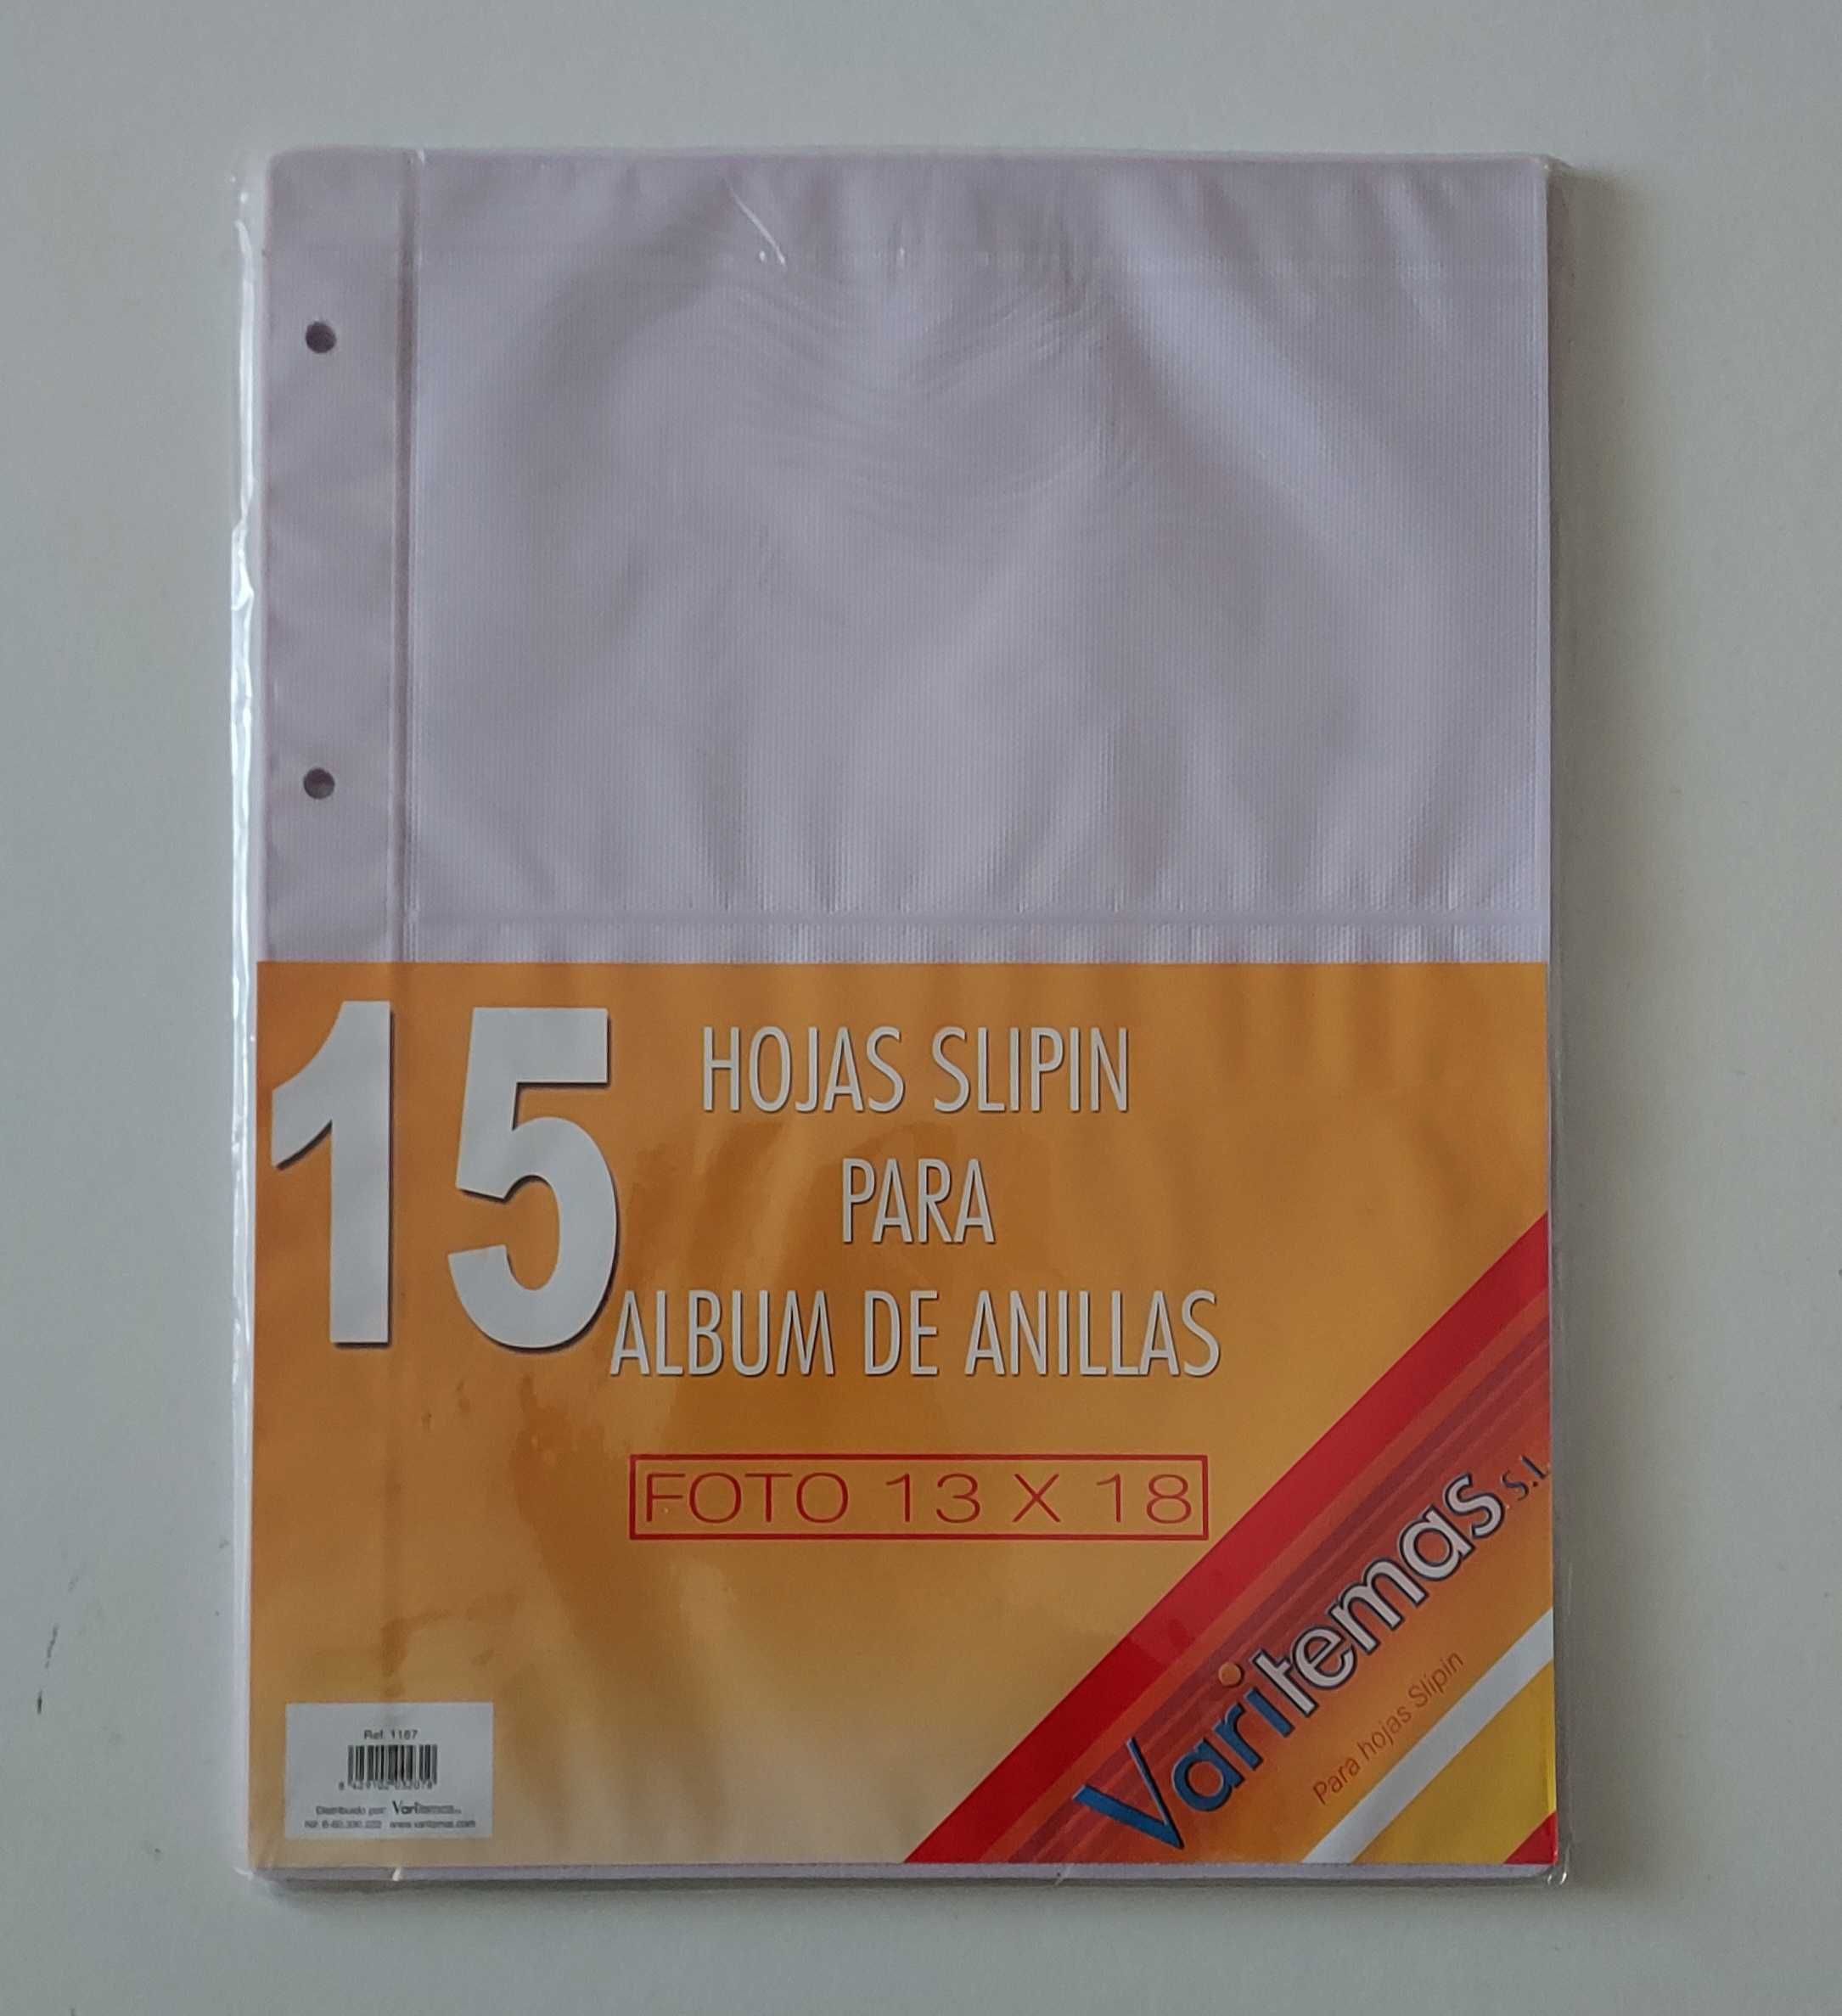 15
HOJAS SLIPIN
PARA
ALBUM DE ANILLAS
FOTO 13 X 18
Varitemas S.L.
Para hojas Slipin
Ref. 1187
Distribuido por: Varitemas
www.varitemas.com